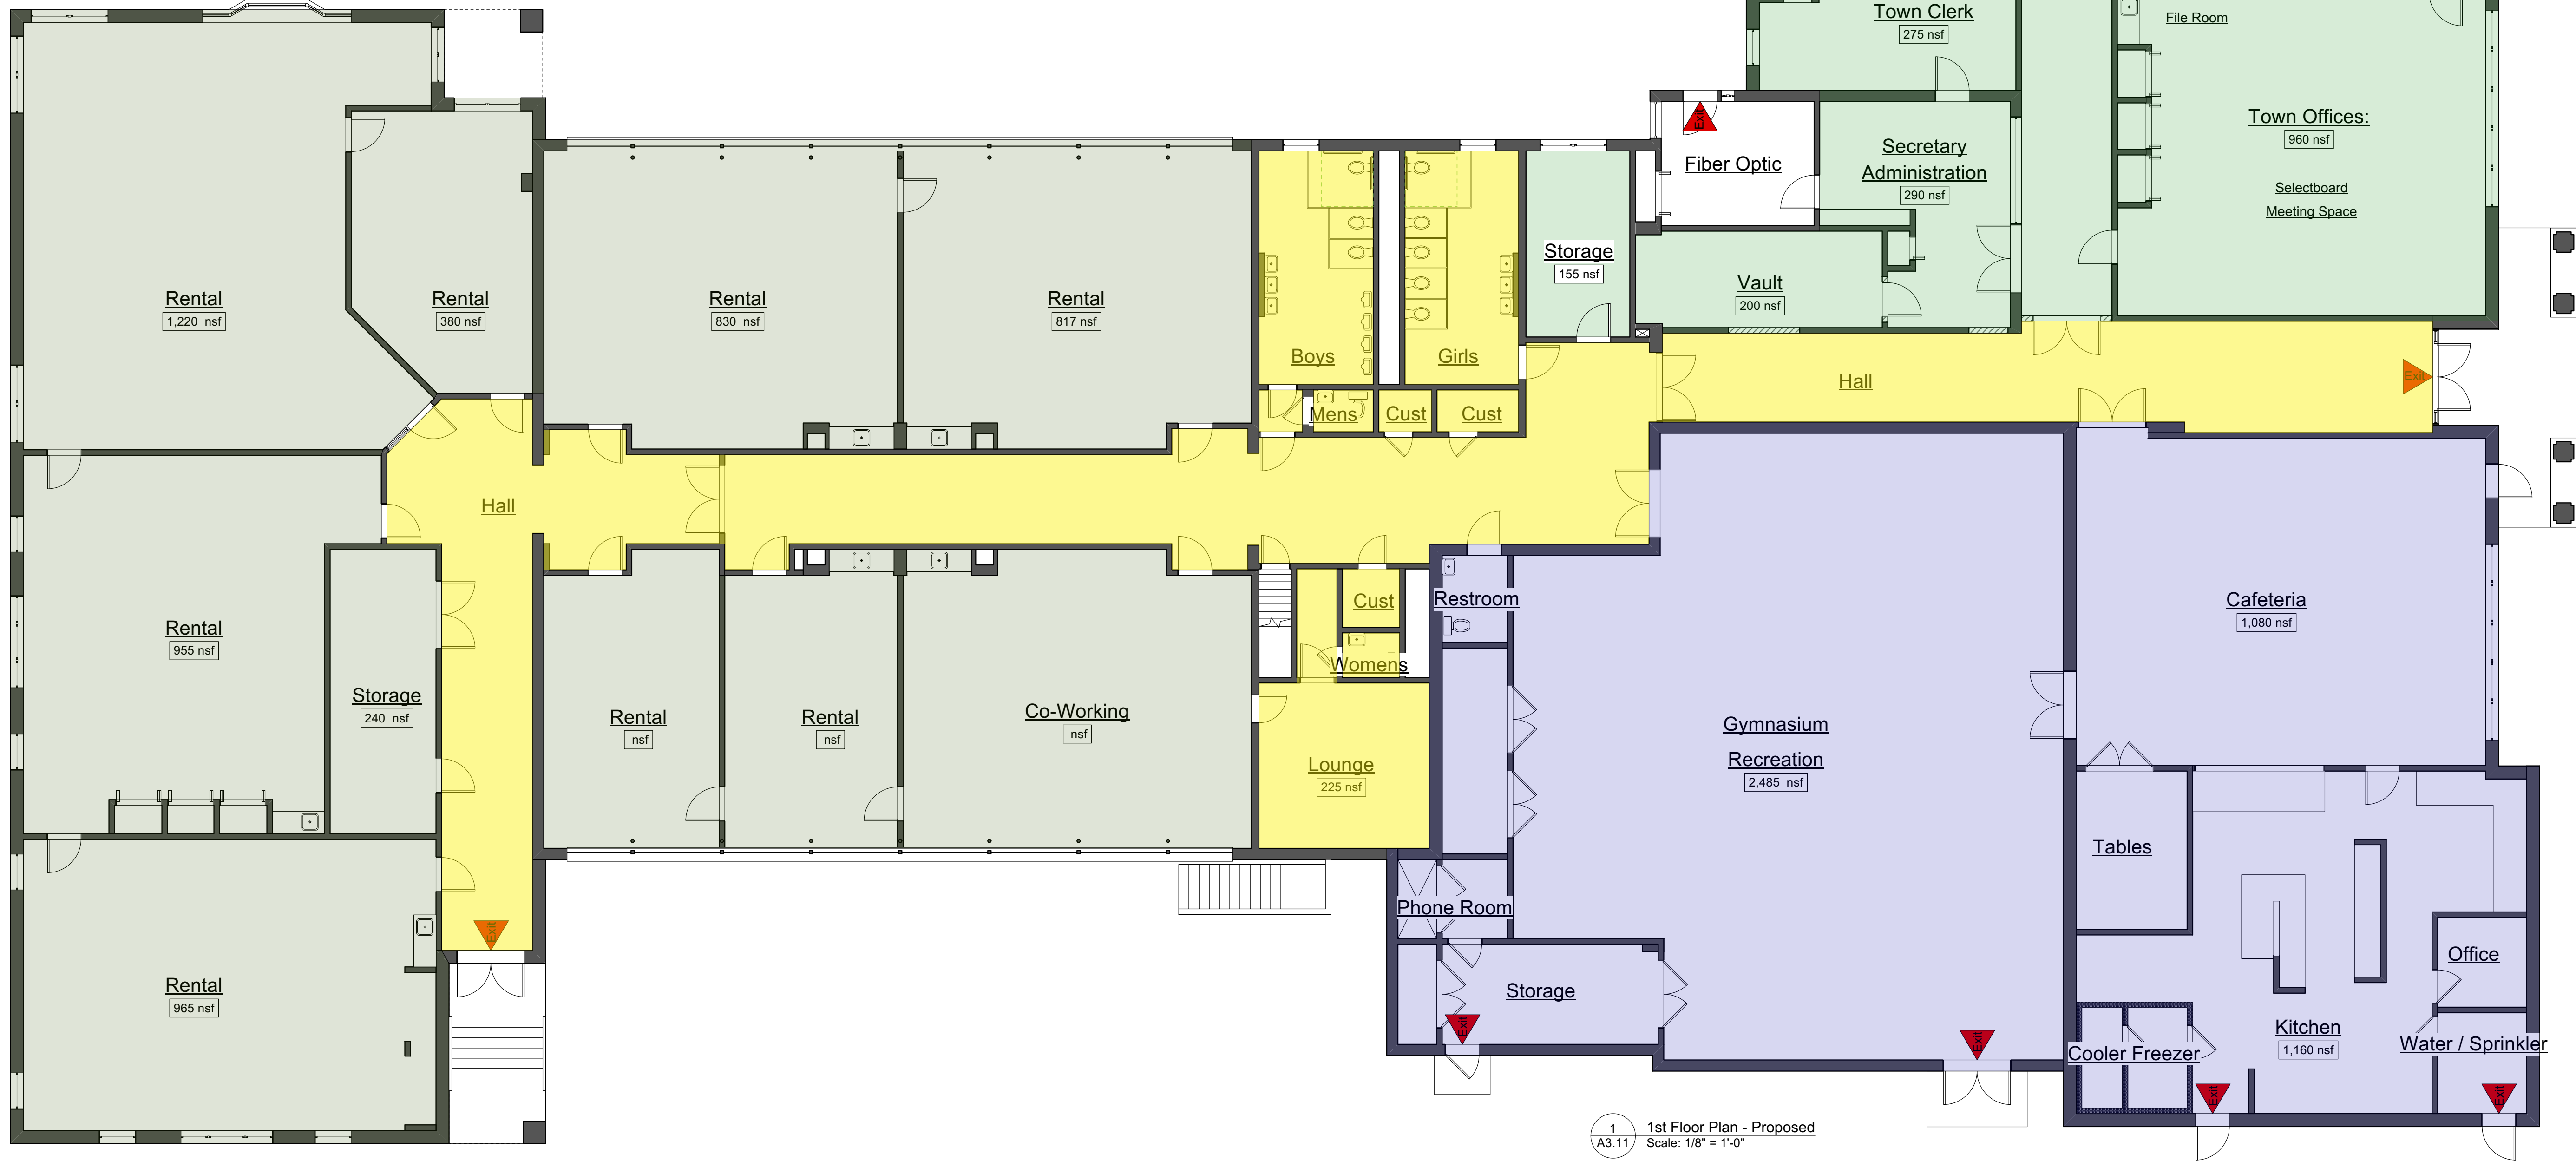 Town Clerk
275 nsf
File Room
Town Offices:
960 nsf
Selectboard
Meeting Space
Exit
Fiber Optic
Secretary
Administration
290 nsf
Storage
155 nsf
Vault
200 nsf
Rental
1,220 nsf
Rental
380 nsf
Rental
830 nsf
Rental
817 nsf
Boys
Girls
Hall
Exit
Mens
Cust
Cust
Hall
Restroom
Cust
Womens
Cafeteria
1,080 nsf
Rental
955 nsf
Storage
240 nsf
Rental
nsf
Rental
nsf
Co-Working
nsf
Lounge
225 nsf
Gymnasium
Recreation
2,485 nsf
Tables
Phone Room
Exit
Office
Rental
965 nsf
Storage
Exit
Exit
Kitchen
1,160 nsf
Cooler Freezer
Water / Sprinkler
Exit
Exit
1
A3.11
1st Floor Plan - Proposed
Scale: 1/8" = 1'-0"